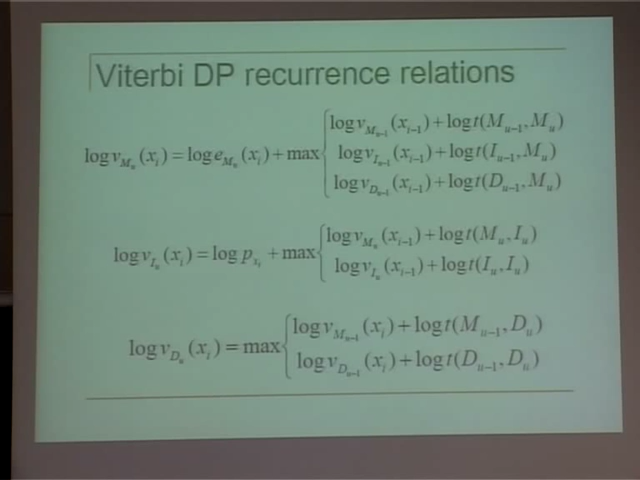 Viterbi DP recurrence relations
log v_{M_u}(x_i) = log e_{M_u}(x_i) + max { log v_{M_{u-1}}(x_{i-1}) + log t(M_{u-1}, M_u)
log v_{I_{u-1}}(x_{i-1}) + log t(I_{u-1}, M_u)
log v_{D_{u-1}}(x_{i-1}) + log t(D_{u-1}, M_u)
log v_{I_u}(x_i) = log p_{x_i} + max { log v_{M_u}(x_{i-1}) + log t(M_u, I_u)
log v_{I_u}(x_{i-1}) + log t(I_u, I_u)
log v_{D_u}(x_i) = max { log v_{M_{u-1}}(x_i) + log t(M_{u-1}, D_u)
log v_{D_{u-1}}(x_i) + log t(D_{u-1}, D_u)